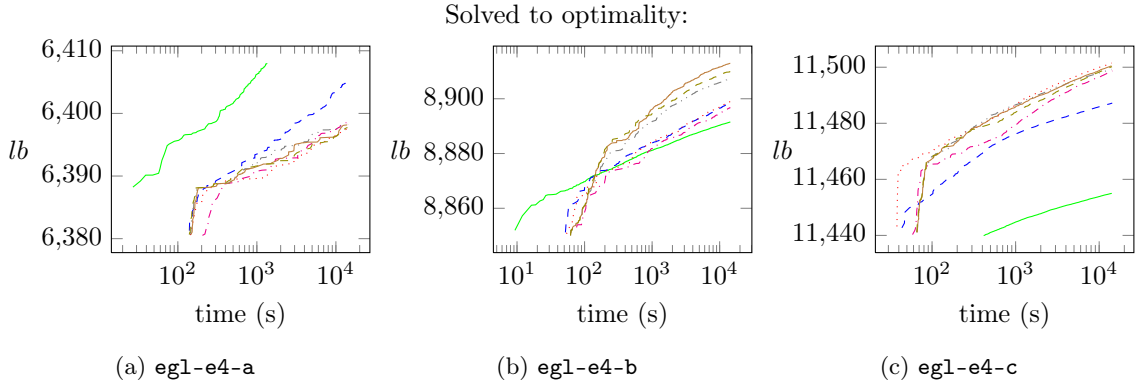 Solved to optimality:
6,410
6,400
6,390
6,380
lb
10^2 10^3 10^4
time (s)
(a) egl-e4-a
8,900
8,880
8,860
lb
10^1 10^2 10^3 10^4
time (s)
(b) egl-e4-b
11,500
11,480
11,460
11,440
lb
10^2 10^3 10^4
time (s)
(c) egl-e4-c